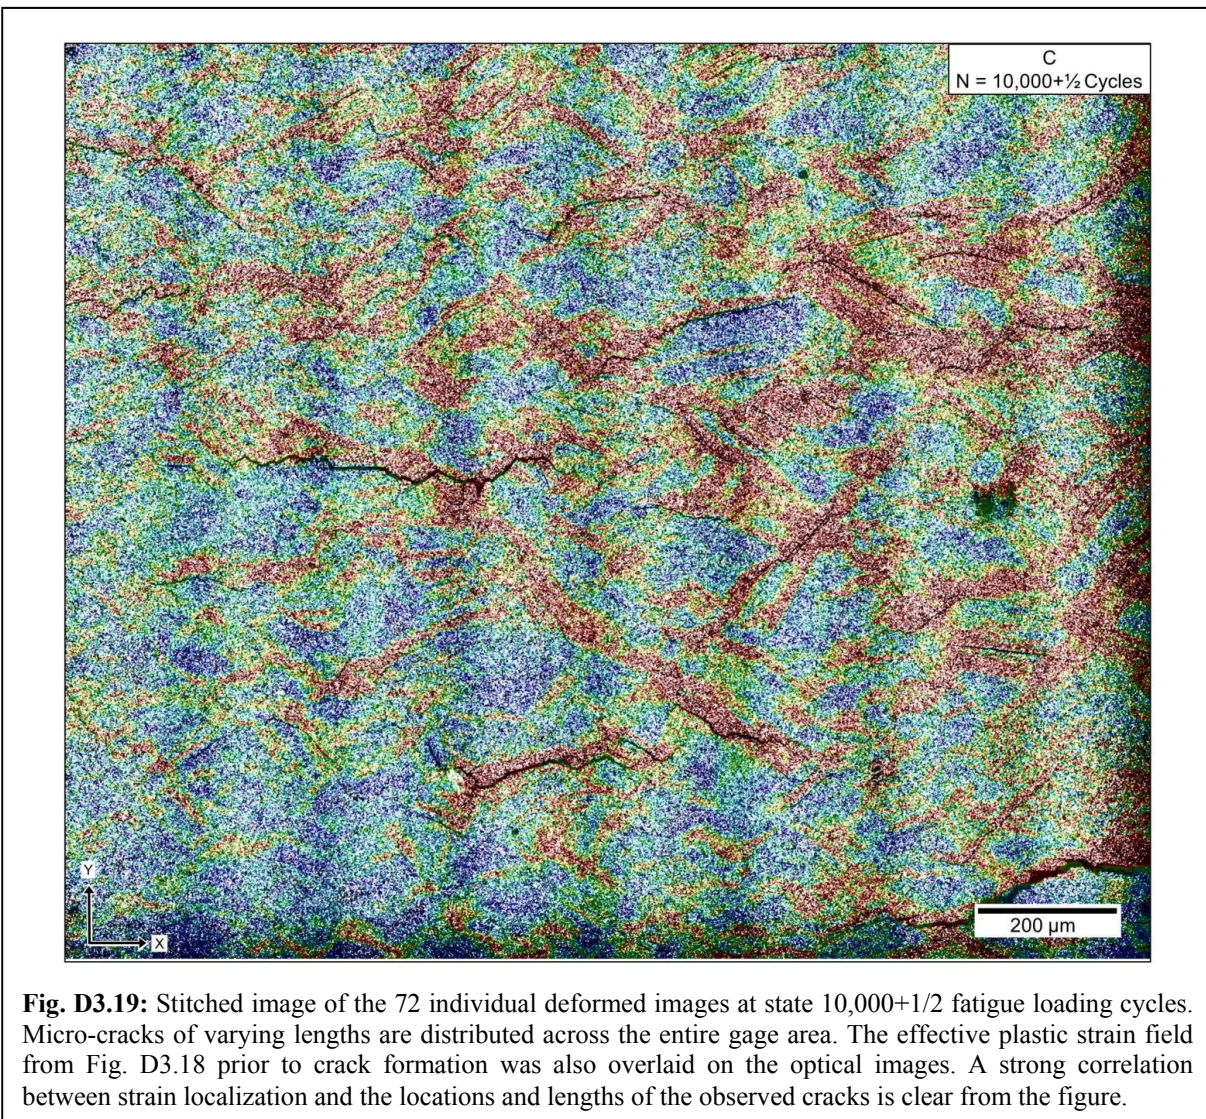 C
N = 10,000+½ Cycles
Y
X
200 µm
Fig. D3.19: Stitched image of the 72 individual deformed images at state 10,000+1/2 fatigue loading cycles.
Micro-cracks of varying lengths are distributed across the entire gage area. The effective plastic strain field
from Fig. D3.18 prior to crack formation was also overlaid on the optical images. A strong correlation
between strain localization and the locations and lengths of the observed cracks is clear from the figure.